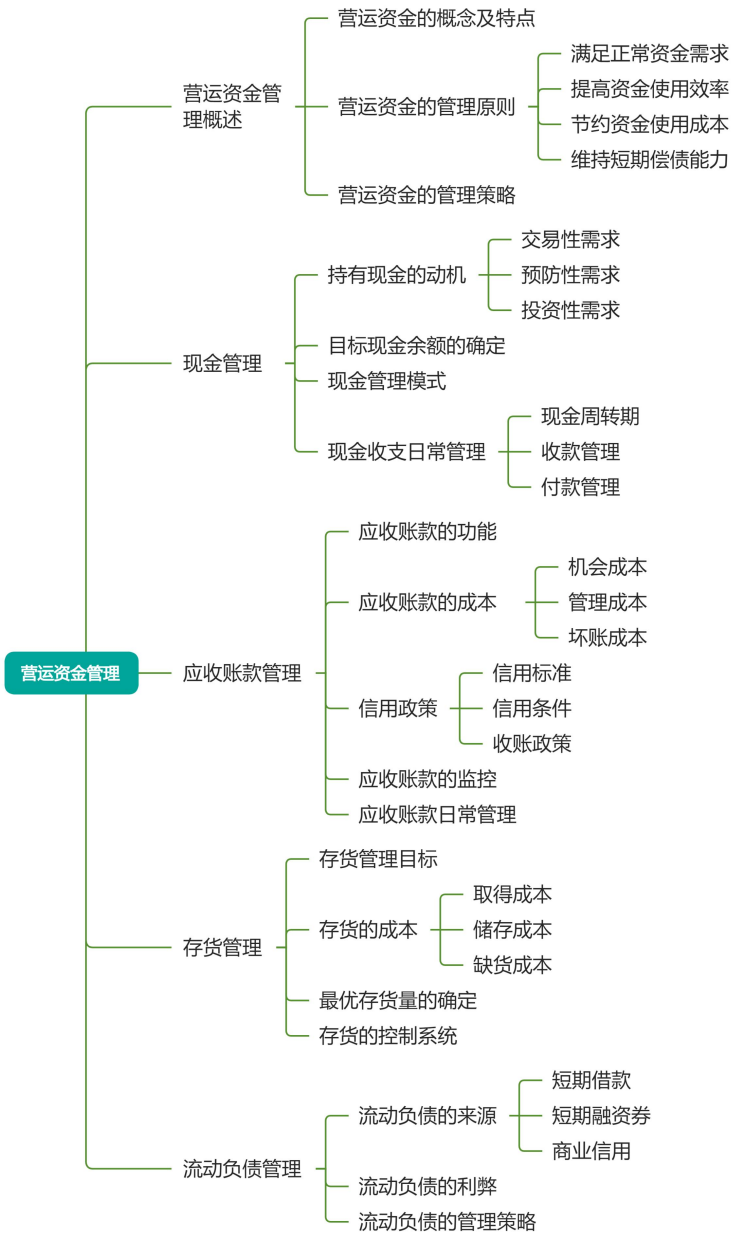 营运资金的概念及特点
满足正常资金需求
提高资金使用效率
营运资金管
理概述
营运资金的管理原则
节约资金使用成本
维持短期偿债能力
营运资金的管理策略
交易性需求
持有现金的动机
预防性需求
投资性需求
目标现金余额的确定
现金管理
现金管理模式
现金周转期
现金收支日常管理
收款管理
付款管理
应收账款的功能
机会成本
应收账款的成本
管理成本
坏账成本
营运资金管理
应收账款管理
信用标准
信用政策
信用条件
收账政策
应收账款的监控
应收账款日常管理
存货管理目标
取得成本
存货的成本
储存成本
存货管理
缺货成本
最优存货量的确定
存货的控制系统
短期借款
流动负债的来源
短期融资券
商业信用
流动负债管理
流动负债的利弊
流动负债的管理策略